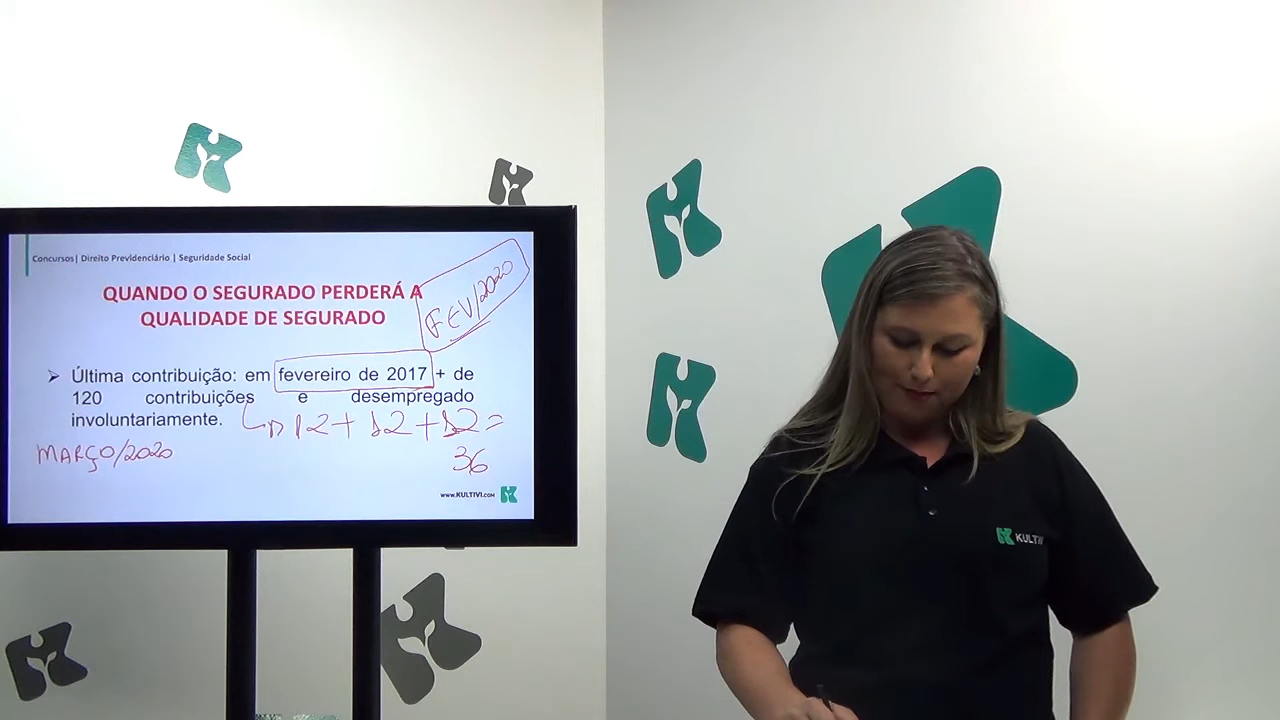 Concursos| Direito Previdenciário | Seguridade Social
QUANDO O SEGURADO PERDERÁ A
QUALIDADE DE SEGURADO
FEV/2020
➤ Última contribuição: em fevereiro de 2017 + de
120 contribuições e desempregado
involuntariamente.
12 + 12 + 12 =
36
MARÇO/2020
www.KULTIVI.COM
KULTIVI